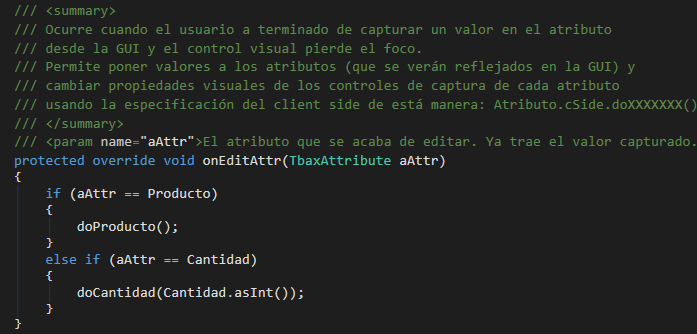 /// <summary>
/// Ocurre cuando el usuario a terminado de capturar un valor en el atributo
/// desde la GUI y el control visual pierde el foco.
/// Permite poner valores a los atributos (que se verán reflejados en la GUI) y
/// cambiar propiedades visuales de los controles de captura de cada atributo
/// usando la especificación del client side de está manera: Atributo.cSide.doXXXXXXX()
/// </summary>
/// <param name="aAttr">El atributo que se acaba de editar. Ya trae el valor capturado.
protected override void onEditAttr(TbaxAttribute aAttr)
{
    if (aAttr == Producto)
    {
        doProducto();
    }
    else if (aAttr == Cantidad)
    {
        doCantidad(Cantidad.asInt());
    }
}